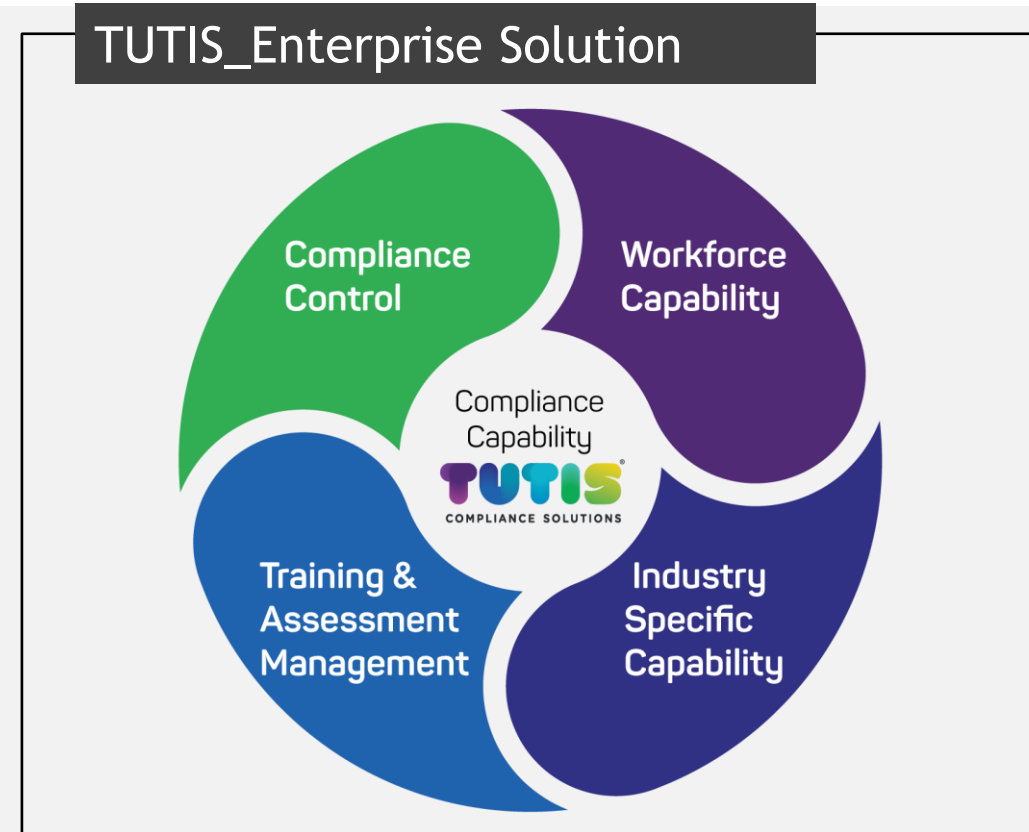 TUTIS_Enterprise Solution
Compliance
Control
Workforce
Capability
Compliance
Capability
TUTIS®
COMPLIANCE SOLUTIONS
Training &
Assessment
Management
Industry
Specific
Capability